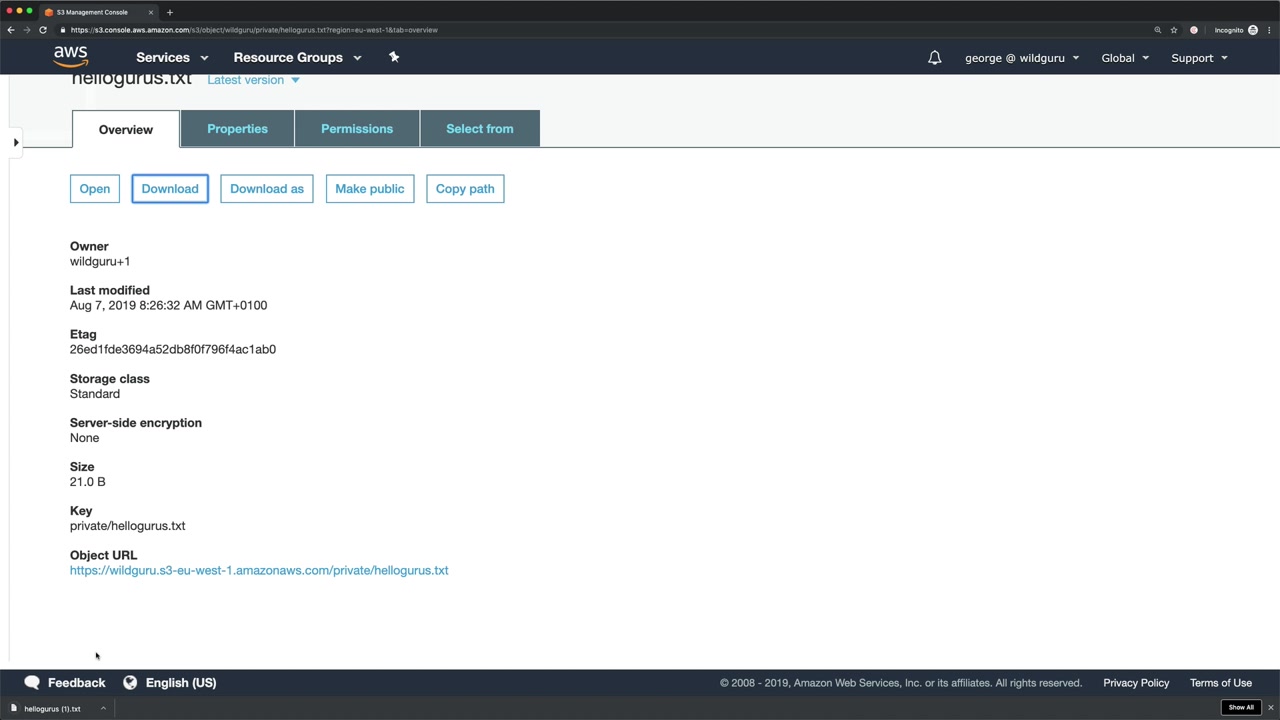 S3 Management Console
https://s3.console.aws.amazon.com/s3/object/wildguru/private/hellogurus.txt?region=eu-west-1&tab=overview
Incognito
aws Services Resource Groups george @ wildguru Global Support
hellogurus.txt Latest version
Overview Properties Permissions Select from
Open Download Download as Make public Copy path
Owner
wildguru+1
Last modified
Aug 7, 2019 8:26:32 AM GMT+0100
Etag
26ed1fde3694a52db8f0f796f4ac1ab0
Storage class
Standard
Server-side encryption
None
Size
21.0 B
Key
private/hellogurus.txt
Object URL
https://wildguru.s3-eu-west-1.amazonaws.com/private/hellogurus.txt
Feedback English (US) © 2008 - 2019, Amazon Web Services, Inc. or its affiliates. All rights reserved. Privacy Policy Terms of Use
hellogurus (1).txt Show All